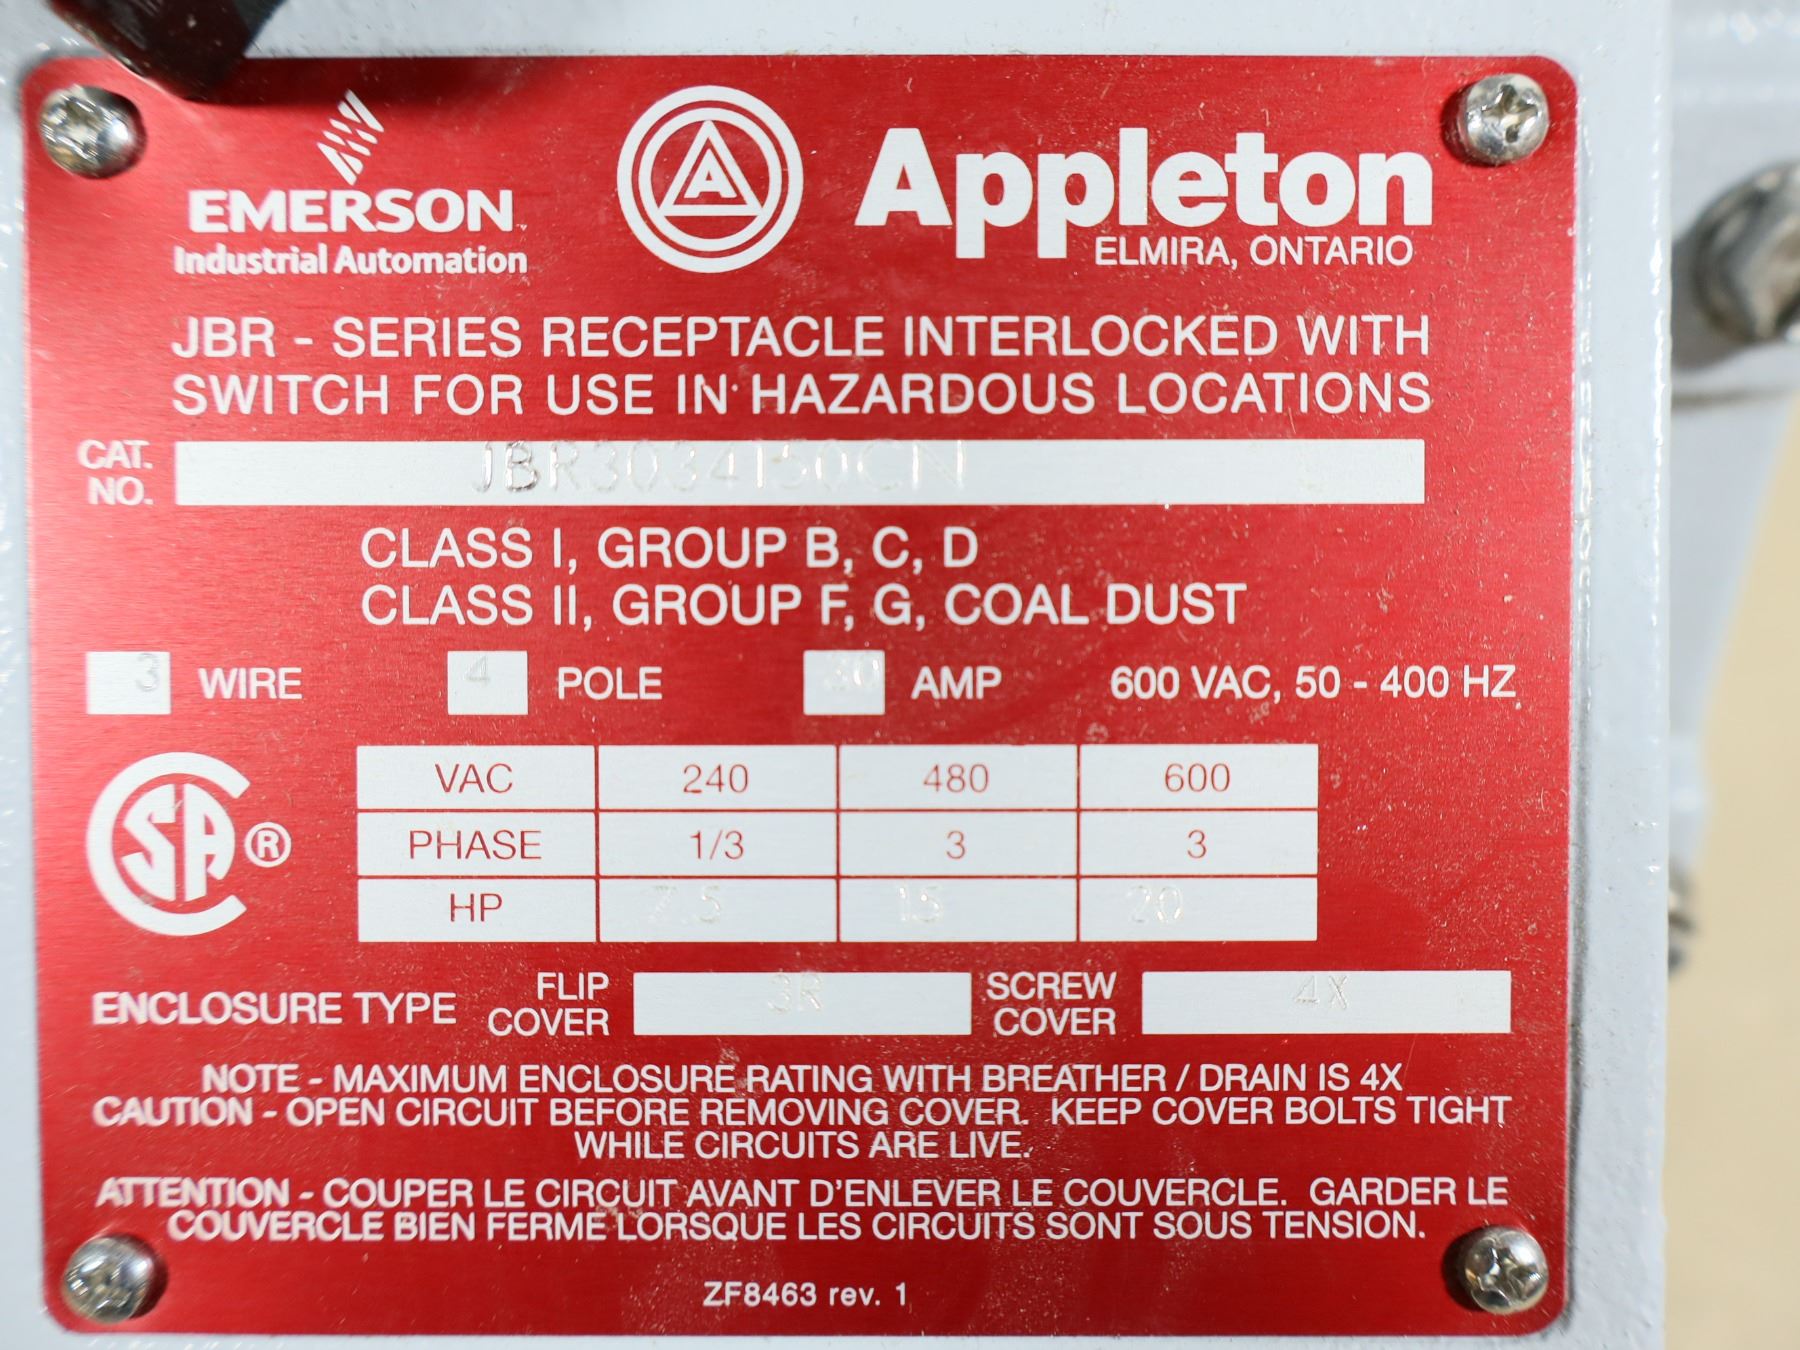 EMERSON
Industrial Automation
A
Appleton
ELMIRA, ONTARIO
JBR - SERIES RECEPTACLE INTERLOCKED WITH
SWITCH FOR USE IN HAZARDOUS LOCATIONS
CAT. NO. JBR3034150CN
CLASS I, GROUP B, C, D
CLASS II, GROUP F, G, COAL DUST
3 WIRE 4 POLE 30 AMP 600 VAC, 50 - 400 HZ
VAC 240 480 600
PHASE 1/3 3 3
HP 7.5 15 20
SA ®
ENCLOSURE TYPE FLIP COVER 3R SCREW COVER 4X
NOTE - MAXIMUM ENCLOSURE RATING WITH BREATHER / DRAIN IS 4X
CAUTION - OPEN CIRCUIT BEFORE REMOVING COVER. KEEP COVER BOLTS TIGHT
WHILE CIRCUITS ARE LIVE.
ATTENTION - COUPER LE CIRCUIT AVANT D'ENLEVER LE COUVERCLE. GARDER LE
COUVERCLE BIEN FERME LORSQUE LES CIRCUITS SONT SOUS TENSION.
ZF8463 rev. 1